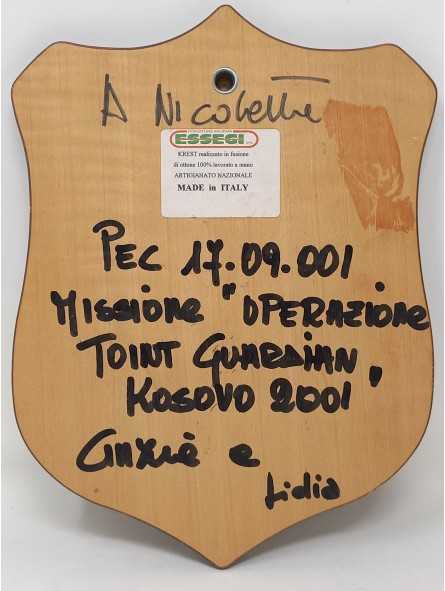 A Nicoletta
ESSEGI
KREST realizzato in fusione
di ottone 100% lavorato a mano
ARTIGIANATO NAZIONALE
MADE in ITALY
PEC 17.09.001
MISSIONE "OPERAZIONE
TOINT GUARDIAN"
KOSOVO 2001
e
Lidia